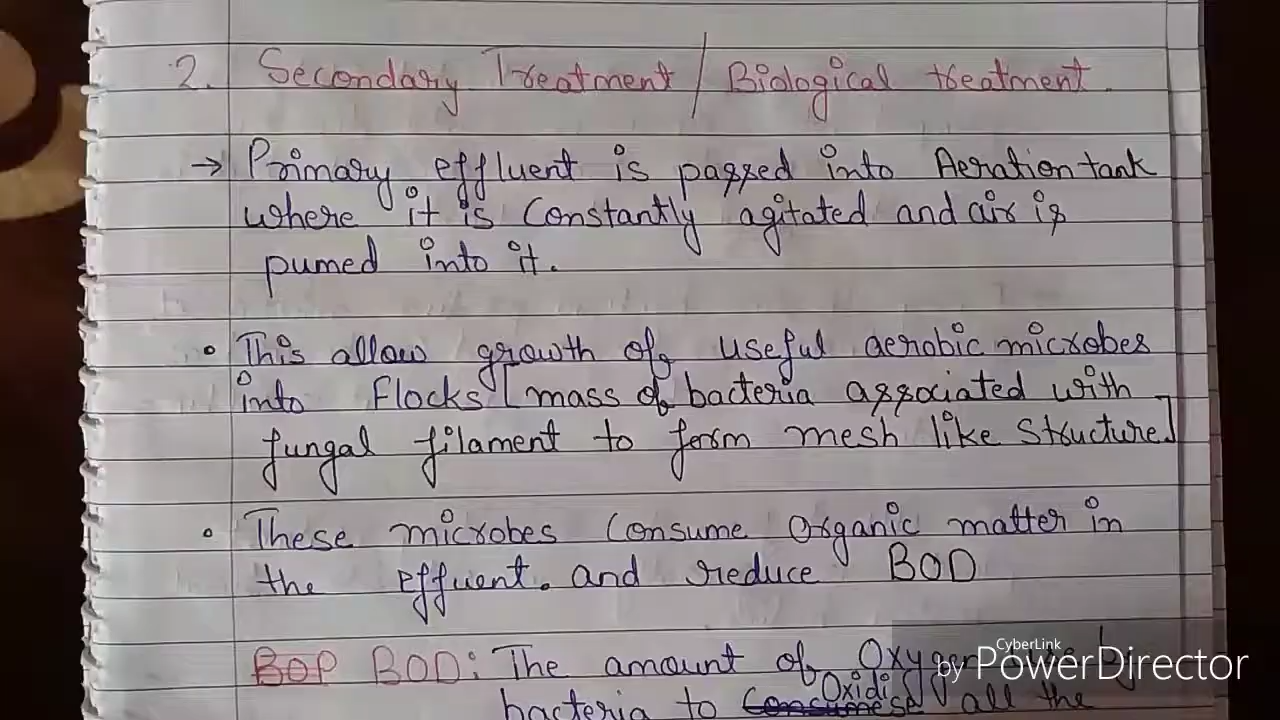 2. Secondary Treatment / Biological treatment.
→ Primary effluent is passed into Aeration tank
where it is Constantly agitated and air is
pumed into it.
• This allow growth of useful aerobic microbes
into Flocks [mass of bacteria associated with
fungal filament to form mesh like structure]
• These microbes Consume Organic matter in
the effuent. and reduce BOD
BOP BOD: The amount of Oxygen
Oxidise
bacteria to Consume all the
CyberLink
by PowerDirector